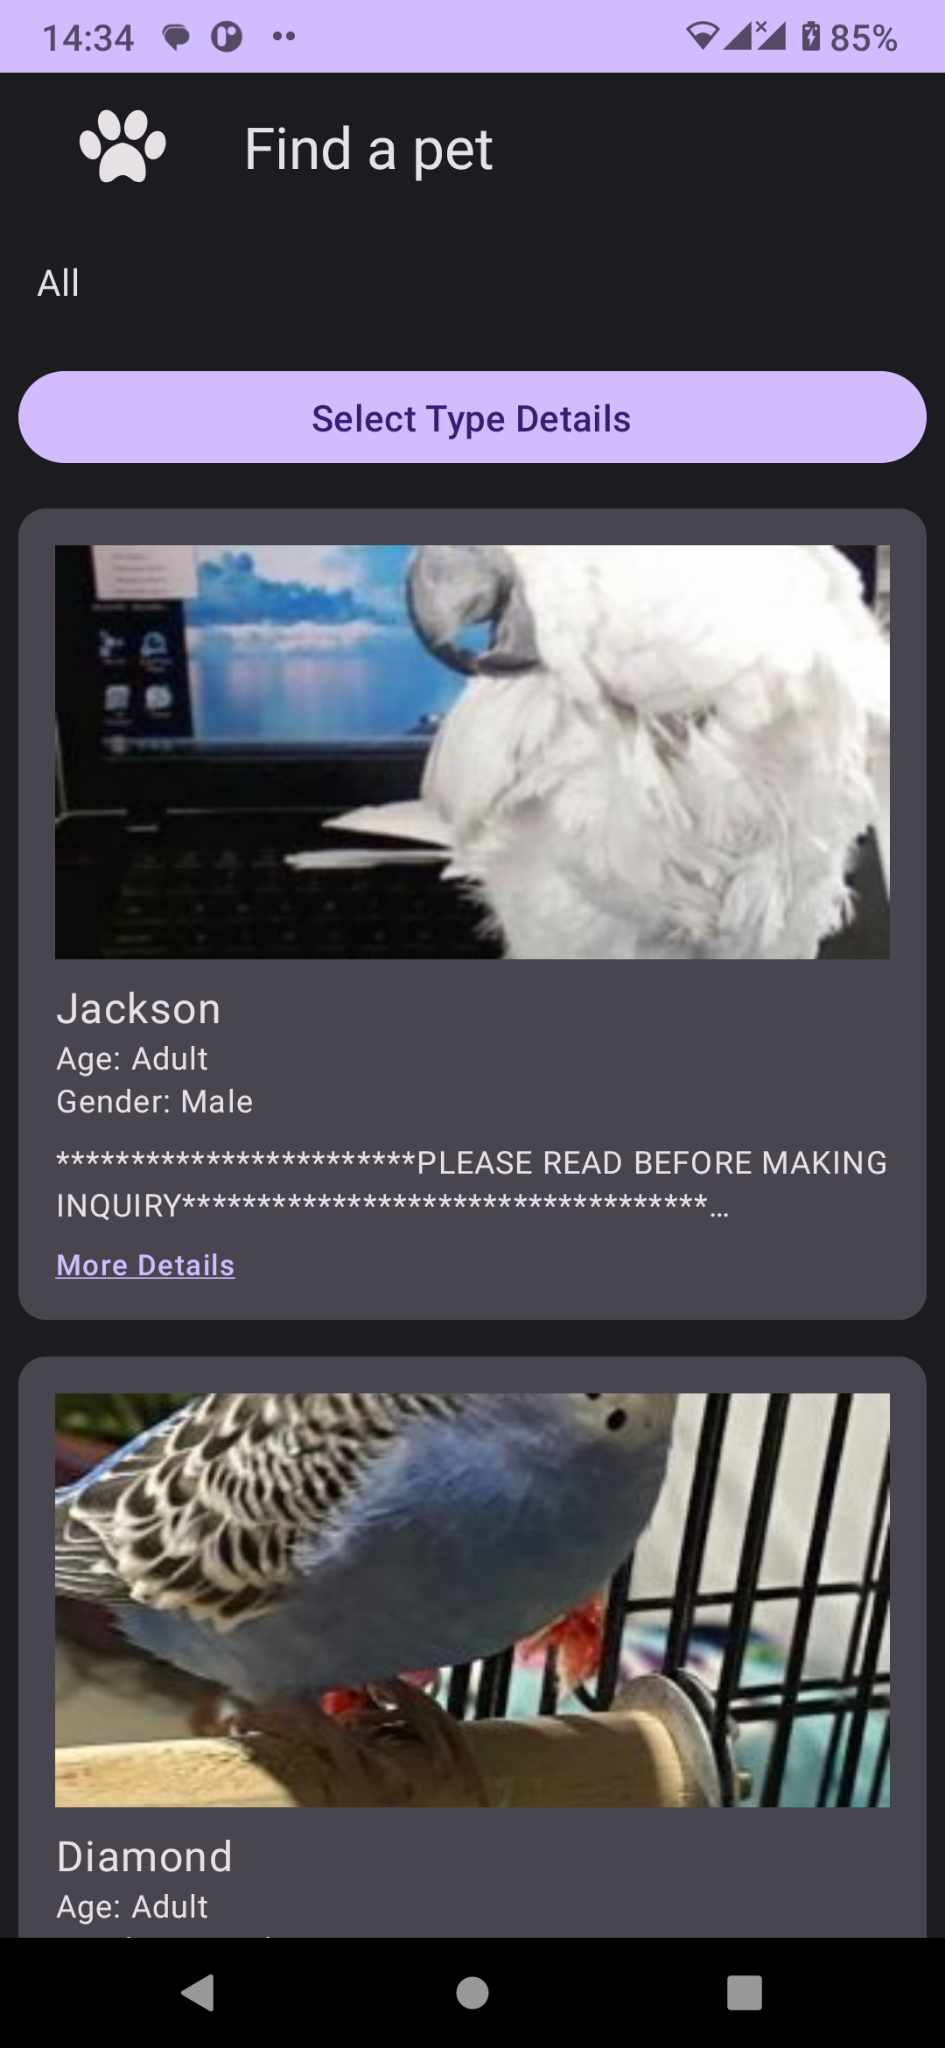 14:34
85%
Find a pet
All
Select Type Details
Jackson
Age: Adult
Gender: Male
************************PLEASE READ BEFORE MAKING
INQUIRY***********************************…
More Details
Diamond
Age: Adult